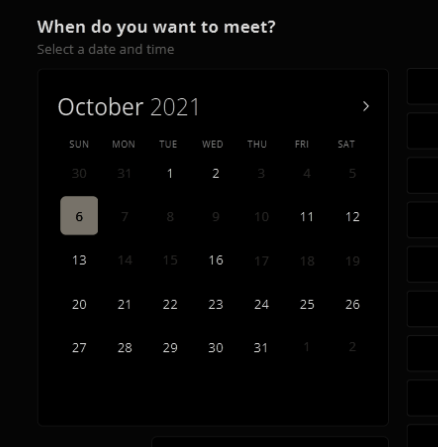 When do you want to meet?
Select a date and time
October 2021
SUN MON TUE WED THU FRI SAT
30 31 1 2 3 4 5
6 7 8 9 10 11 12
13 14 15 16 17 18 19
20 21 22 23 24 25 26
27 28 29 30 31 1 2